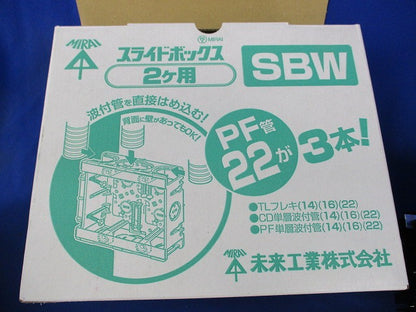 MIRAI
MIRAI
スライドボックス
2ヶ用
SBW
波付管を直接はめ込む!
背面に壁があってもOK!
PF管
22が
3本!
●TLフレキ(14)(16)(22)
●CD単層波付管(14)(16)(22)
●PF単層波付管(14)(16)(22)
MIRAI
未来工業株式会社